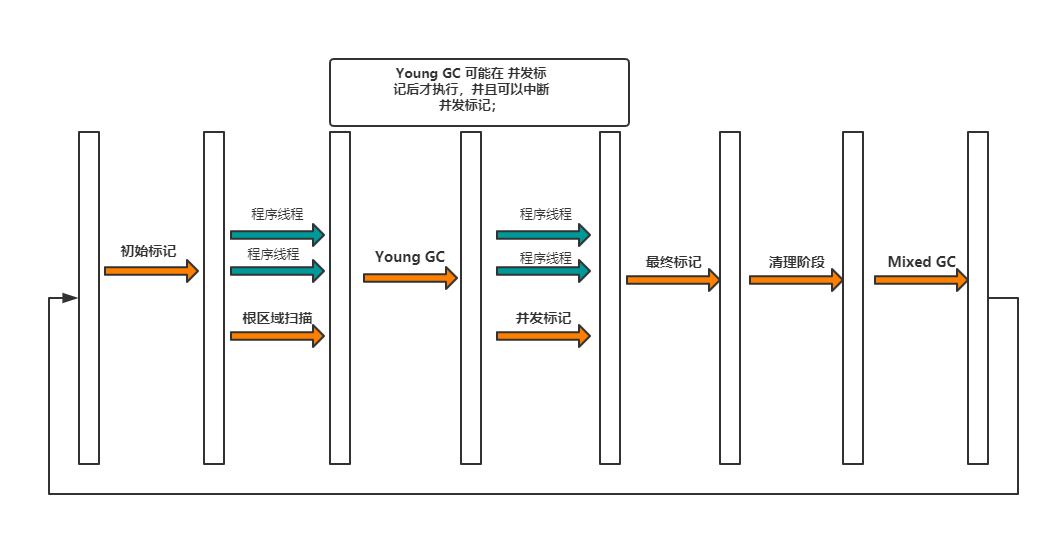 Young GC 可能在 并发标
记后才执行，并且可以中断
并发标记；
初始标记
程序线程
程序线程
根区域扫描
Young GC
程序线程
程序线程
并发标记
最终标记
清理阶段
Mixed GC